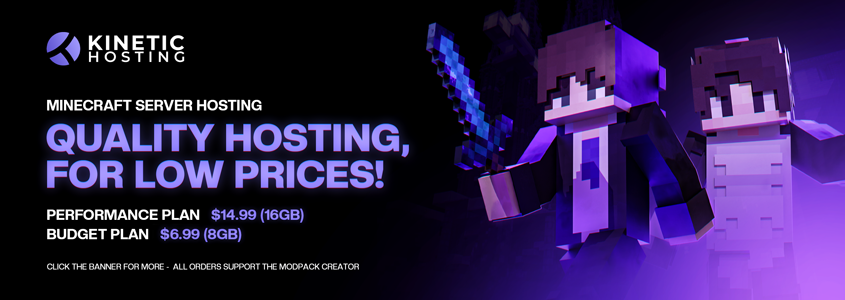 KINETIC
HOSTING
MINECRAFT SERVER HOSTING
QUALITY HOSTING,
FOR LOW PRICES!
PERFORMANCE PLAN $14.99 (16GB)
BUDGET PLAN $6.99 (8GB)
CLICK THE BANNER FOR MORE - ALL ORDERS SUPPORT THE MODPACK CREATOR